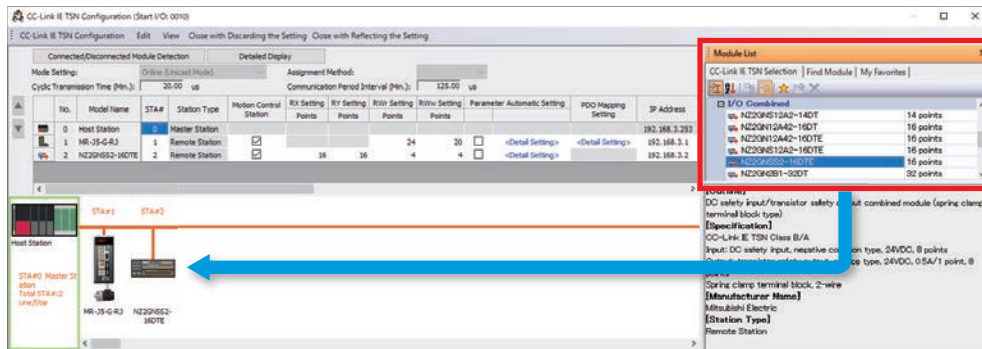 CC-Link IE TSN Configuration (Start I/O: 0010)
CC-Link IE TSN Configuration Edit View Close with Discarding the Setting Close with Reflecting the Setting
Connected/Disconnected Module Detection Detailed Display
Mode Setting: Online (Unicast Mode) Assignment Method:
Cyclic Transmission Time (Min.): 20.00 us Communication Period Interval (Min.): 125.00 us
No. Model Name STA# Station Type Motion Control Station RX Setting RY Setting RWr Setting RWw Setting Parameter Automatic Setting PDO Mapping Setting IP Address
Points Points Points Points
0 Host Station 0 Master Station 192.168.3.253
1 MR-J5-G-RJ 1 Remote Station 24 20 <Detail Setting> <Detail Setting> 192.168.3.1
2 NZ2GNSS2-16DTE 2 Remote Station 16 16 4 4 <Detail Setting> 192.168.3.2
STA#1 STA#2
Host Station
STA#0 Master St
ation
Total STA#:2
Line/Star
MR-J5-G-RJ NZ2GNSS2-
16DTE
Module List
CC-Link IE TSN Selection Find Module My Favorites
I/O Combined
NZ2GNS12A2-14DT 14 points
NZ2GN12A42-16DT 16 points
NZ2GNS12A2-16DTE 16 points
NZ2GN12A42-16DTE 16 points
NZ2GNSS2-16DTE 16 points
NZ2GN2B1-32DT 32 points
[Outline]
DC safety input/transistor safety output combined module (spring clamp
terminal block type)
[Specification]
CC-Link IE TSN Class B/A
Input: DC safety input, negative common type, 24VDC, 8 points
type, 24VDC, 0.5A/1 point, 8
points
Spring clamp terminal block, 2-wire
[Manufacturer Name]
Mitsubishi Electric
[Station Type]
Remote Station